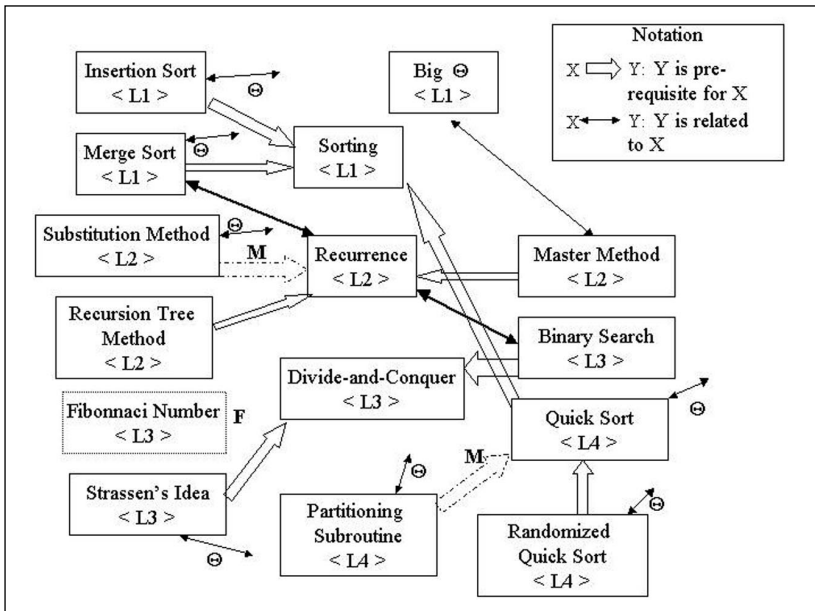 Insertion Sort
< L1 >
Θ
Big Θ
< L1 >
Notation
X Y: Y is pre-
requisite for X
X Y: Y is related
to X
Merge Sort
< L1 >
Θ
Sorting
< L1 >
Substitution Method
< L2 >
Θ
M
Recurrence
< L2 >
Master Method
< L2 >
Recursion Tree
Method
< L2 >
Binary Search
< L3 >
Divide-and-Conquer
< L3 >
Fibonnaci Number
< L3 >
F
Quick Sort
< L4 >
Θ
Strassen's Idea
< L3 >
Θ
M
Partitioning
Subroutine
< L4 >
Θ
Randomized
Quick Sort
< L4 >
Θ